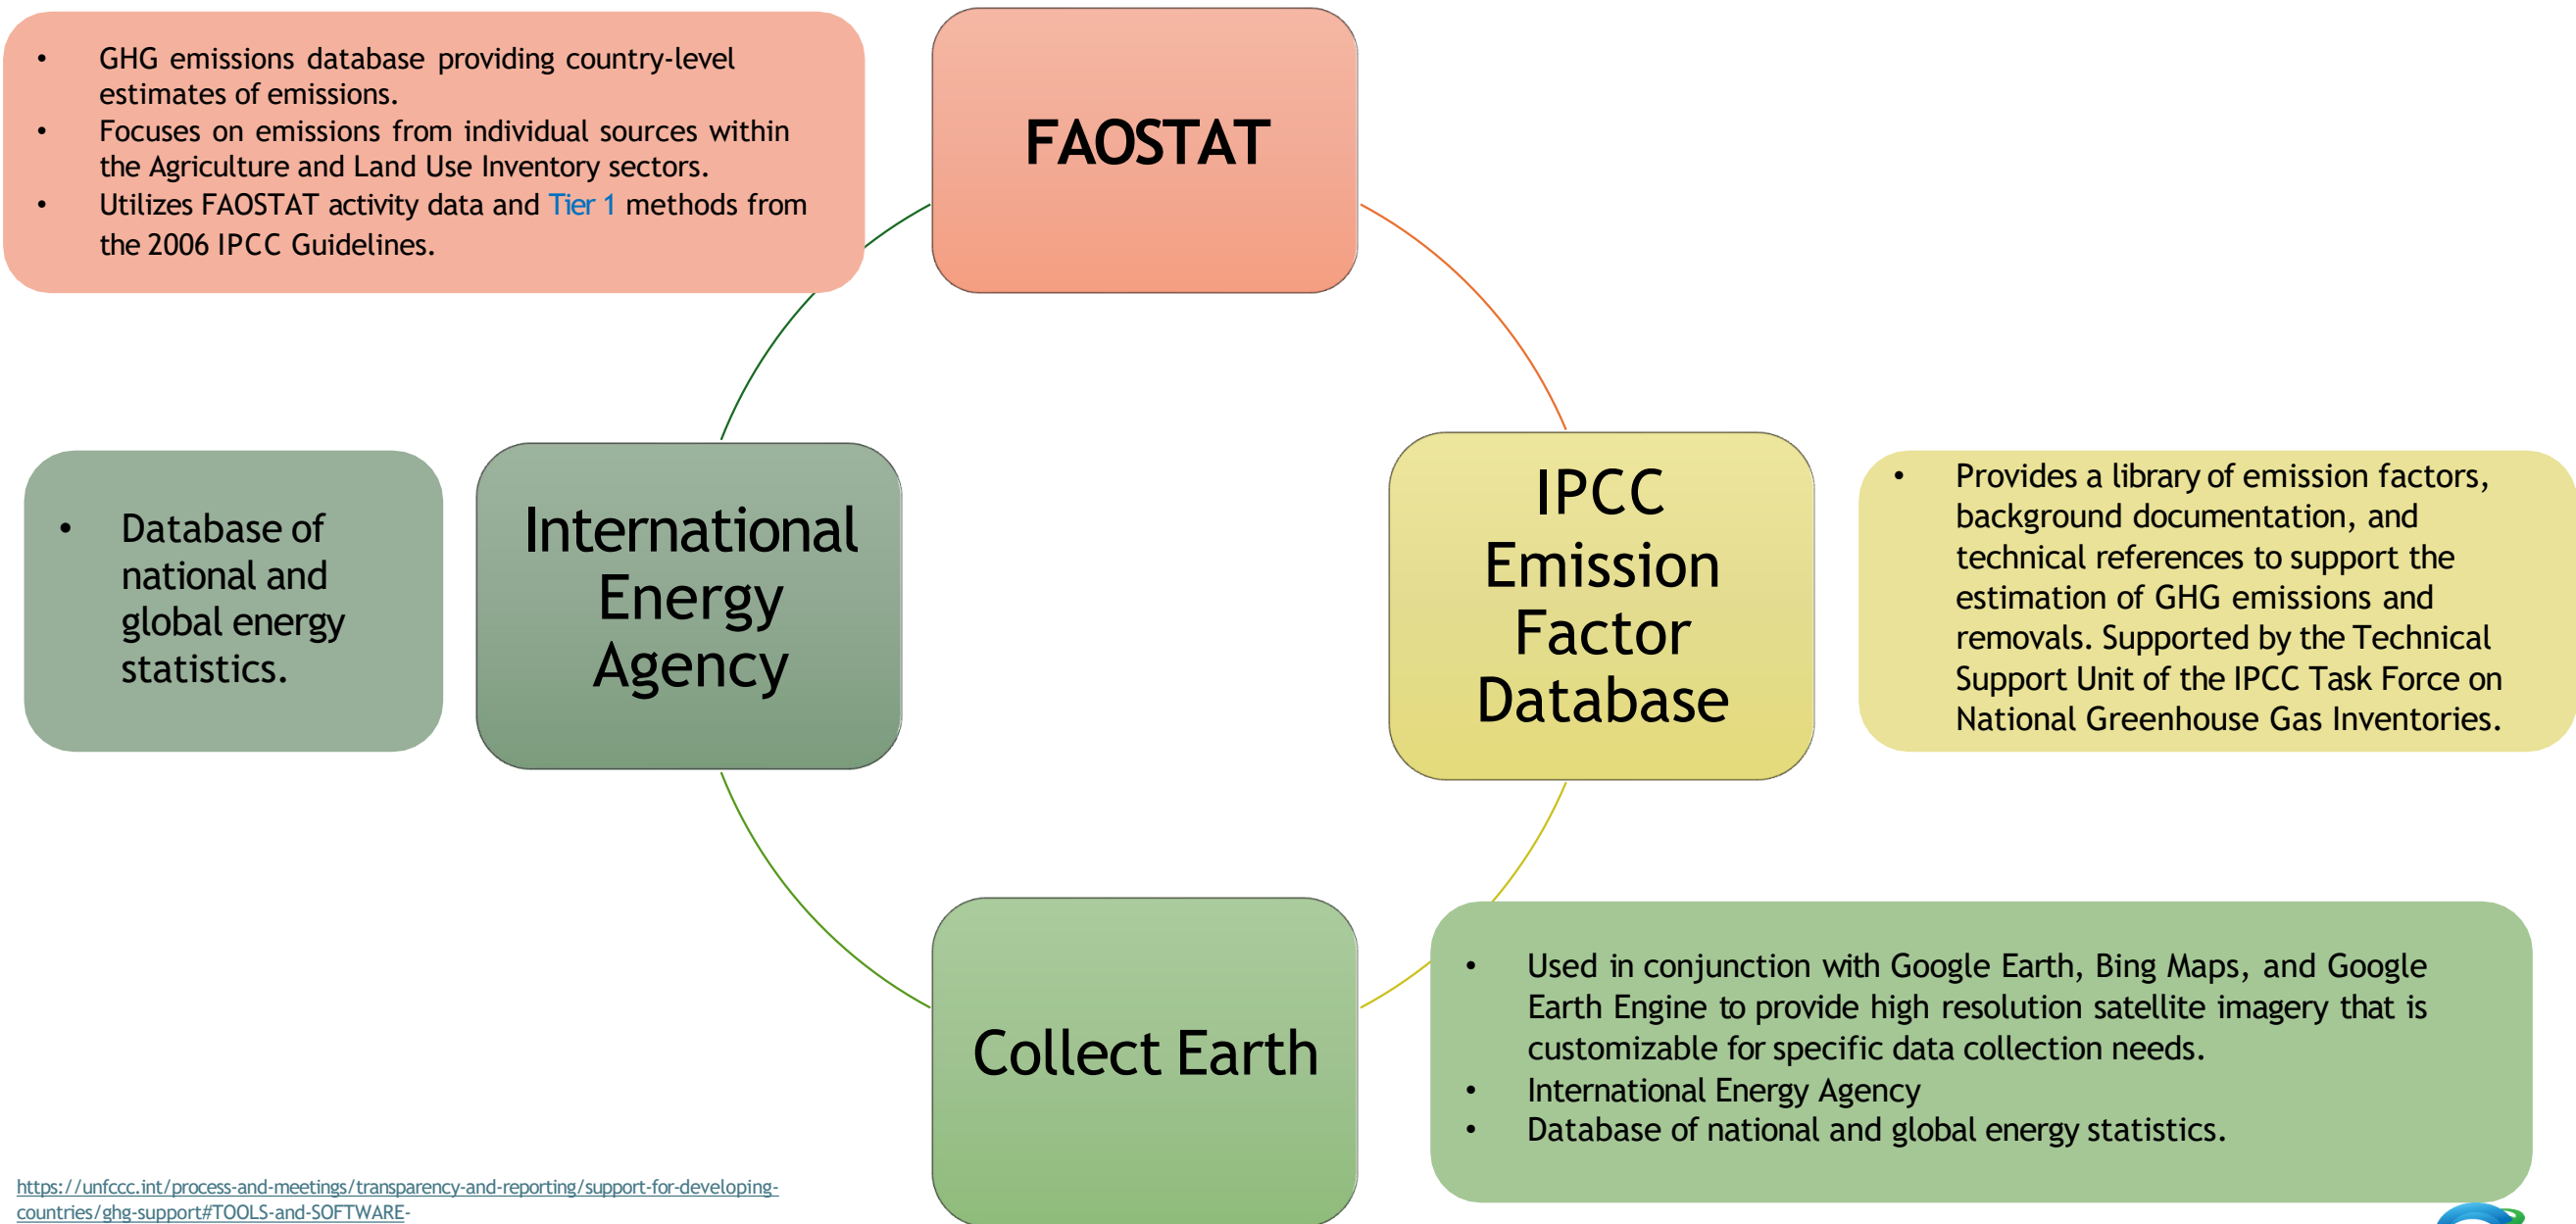 • GHG emissions database providing country-level
estimates of emissions.
• Focuses on emissions from individual sources within
the Agriculture and Land Use Inventory sectors.
• Utilizes FAOSTAT activity data and Tier 1 methods from
the 2006 IPCC Guidelines.
FAOSTAT
• Database of
national and
global energy
statistics.
International
Energy
Agency
IPCC
Emission
Factor
Database
• Provides a library of emission factors,
background documentation, and
technical references to support the
estimation of GHG emissions and
removals. Supported by the Technical
Support Unit of the IPCC Task Force on
National Greenhouse Gas Inventories.
Collect Earth
• Used in conjunction with Google Earth, Bing Maps, and Google
Earth Engine to provide high resolution satellite imagery that is
customizable for specific data collection needs.
• International Energy Agency
• Database of national and global energy statistics.
https://unfccc.int/process-and-meetings/transparency-and-reporting/support-for-developing-
countries/ghg-support#TOOLS-and-SOFTWARE-